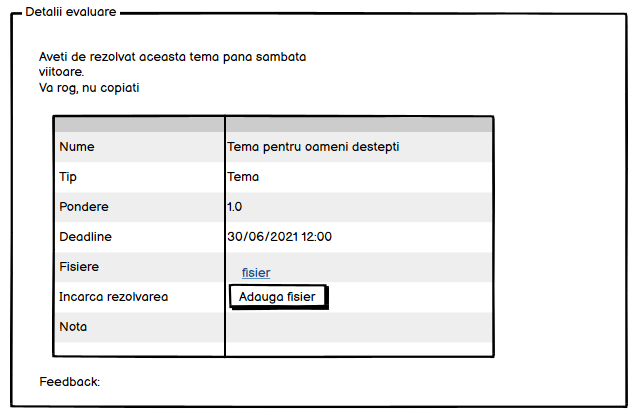 Detalii evaluare
Aveti de rezolvat aceasta tema pana sambata
viitoare.
Va rog, nu copiati
Nume Tema pentru oameni destepti
Tip Tema
Pondere 1.0
Deadline 30/06/2021 12:00
Fisiere fisier
Incarca rezolvarea Adauga fisier
Nota
Feedback: